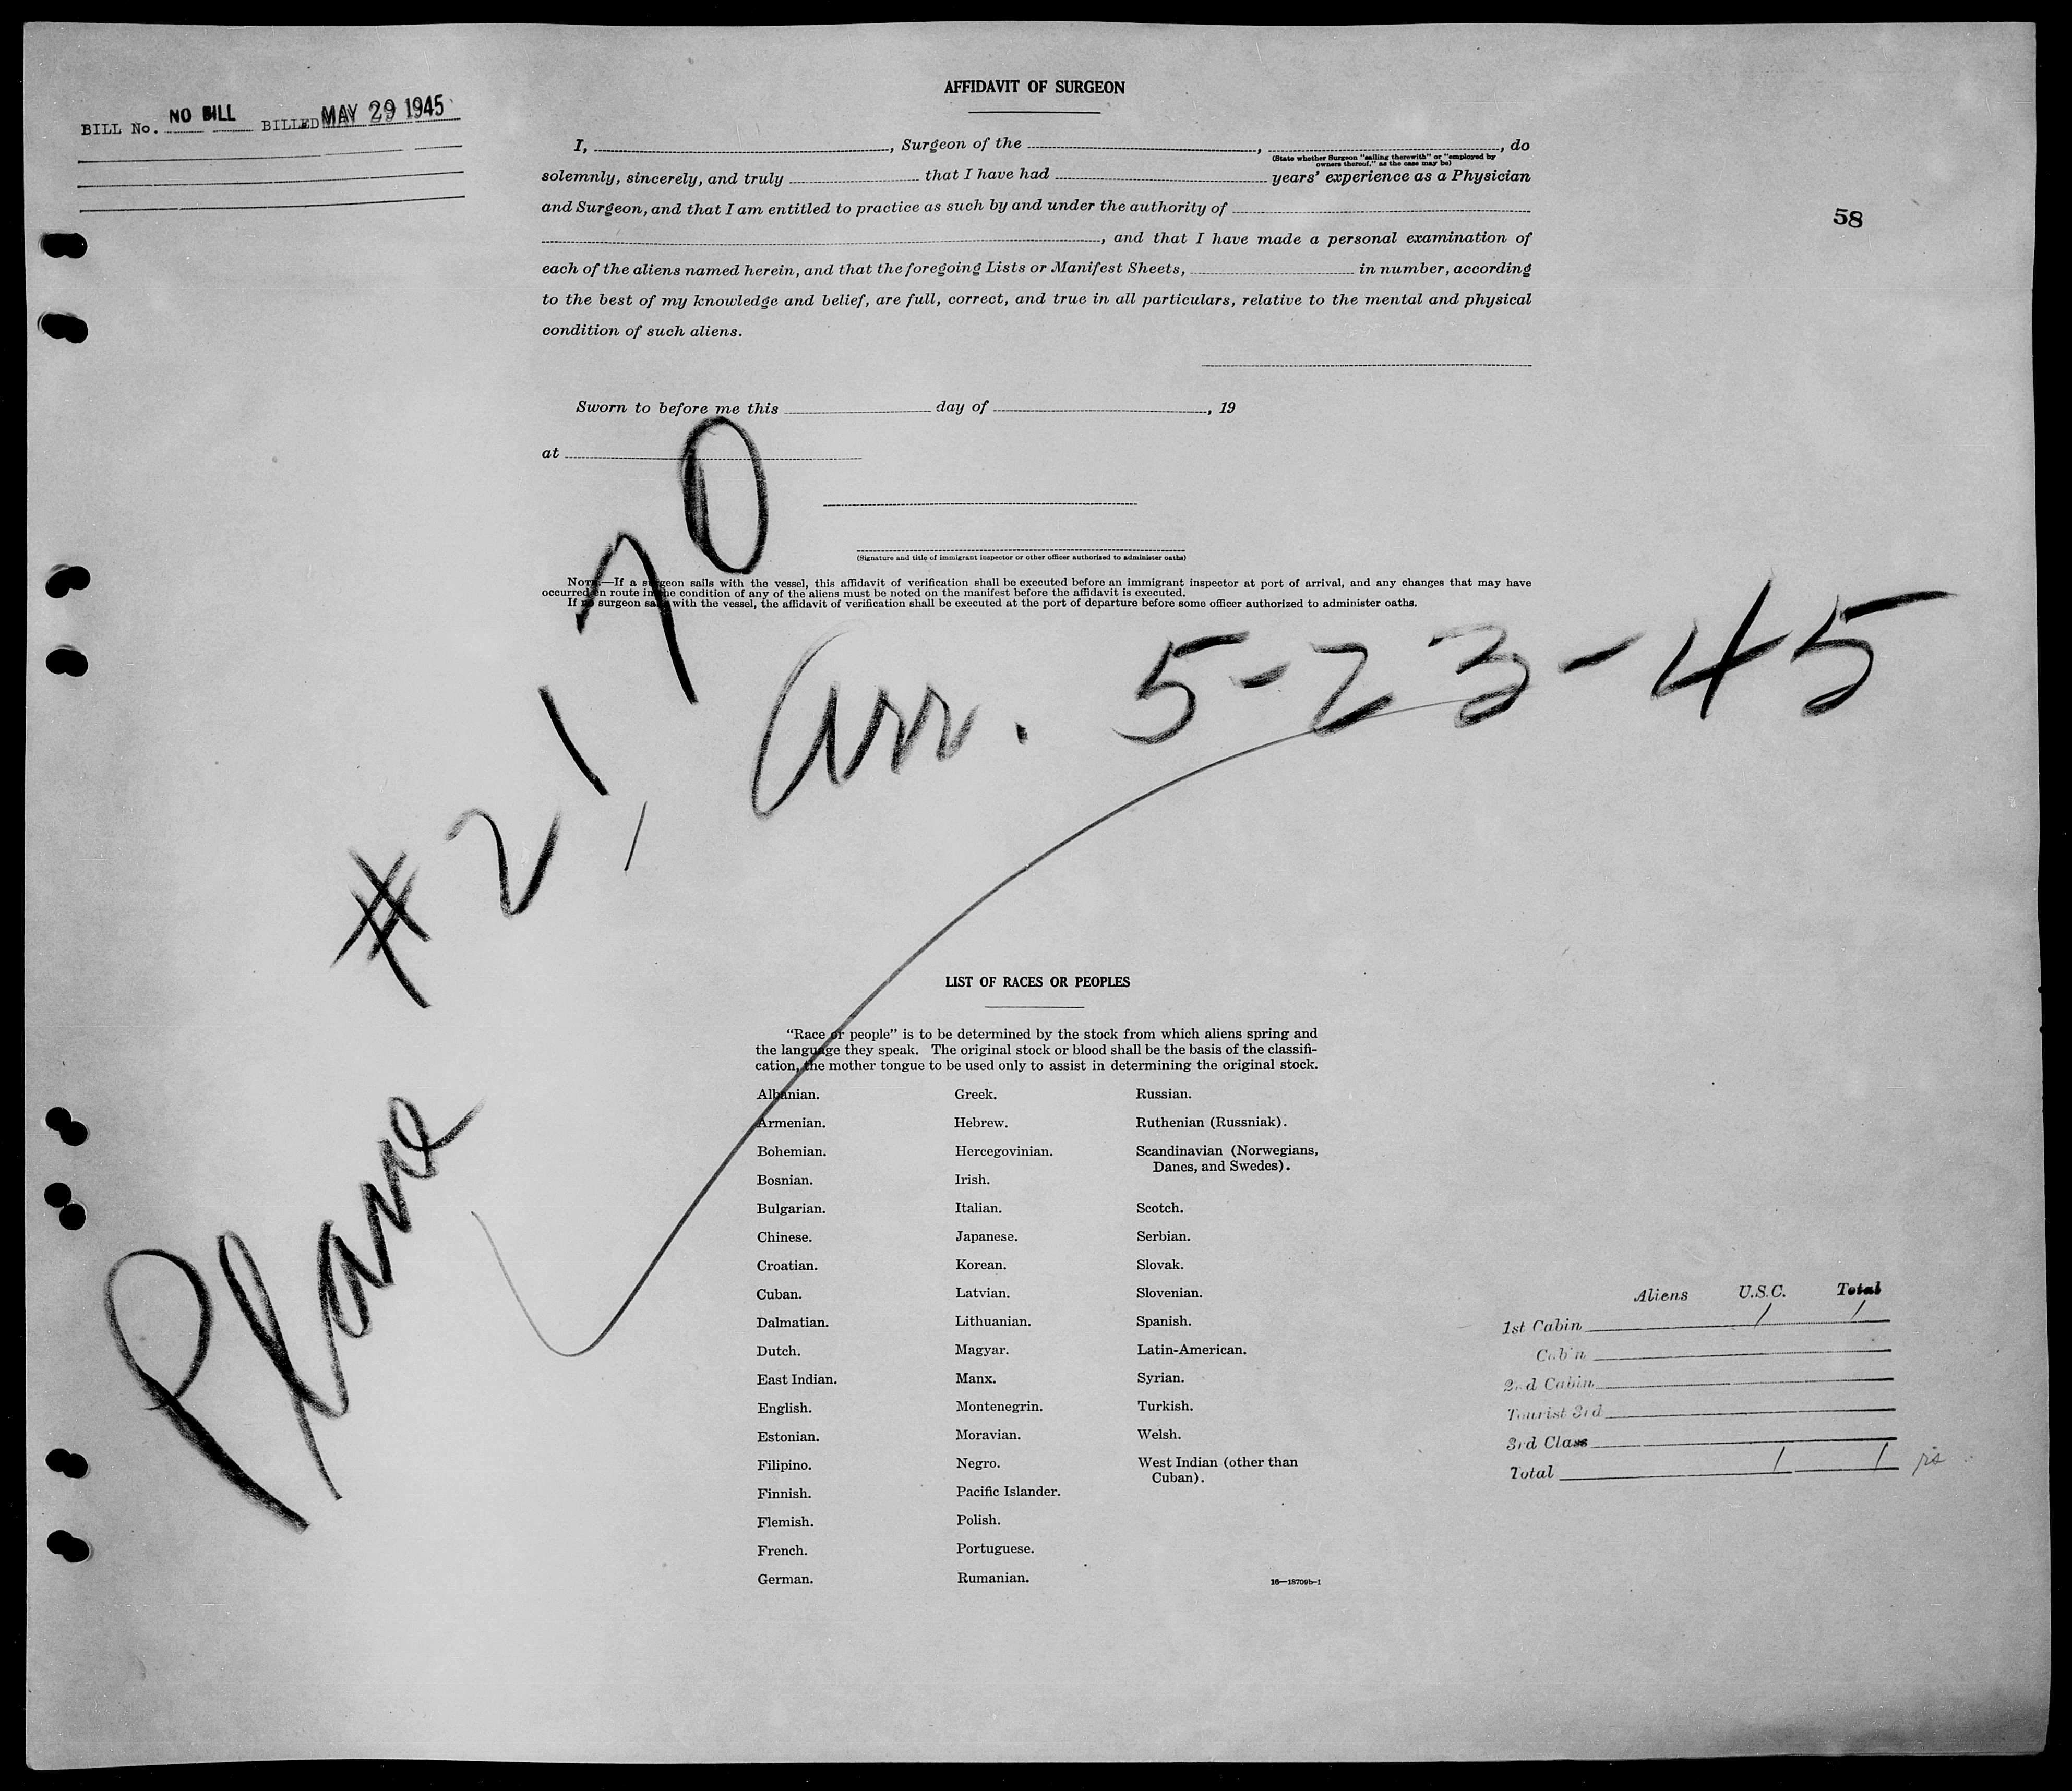 BILL No. NO BILL BILLED MAY 29 1945
58
AFFIDAVIT OF SURGEON
I, , Surgeon of the , , do
(State whether Surgeon "sailing therewith" or "employed by
owners thereof," as the case may be)
solemnly, sincerely, and truly that I have had years' experience as a Physician
and Surgeon, and that I am entitled to practice as such by and under the authority of
, and that I have made a personal examination of
each of the aliens named herein, and that the foregoing Lists or Manifest Sheets, in number, according
to the best of my knowledge and belief, are full, correct, and true in all particulars, relative to the mental and physical
condition of such aliens.
Sworn to before me this day of , 19
at
(Signature and title of immigrant inspector or other officer authorized to administer oaths)
NOTE.—If a surgeon sails with the vessel, this affidavit of verification shall be executed before an immigrant inspector at port of arrival, and any changes that may have
occurred en route in the condition of any of the aliens must be noted on the manifest before the affidavit is executed.
If no surgeon sails with the vessel, the affidavit of verification shall be executed at the port of departure before some officer authorized to administer oaths.
Plane #21,70
arr. 5-23-45
LIST OF RACES OR PEOPLES
"Race or people" is to be determined by the stock from which aliens spring and
the language they speak. The original stock or blood shall be the basis of the classifi-
cation, the mother tongue to be used only to assist in determining the original stock.
Albanian.
Armenian.
Bohemian.
Bosnian.
Bulgarian.
Chinese.
Croatian.
Cuban.
Dalmatian.
Dutch.
East Indian.
English.
Estonian.
Filipino.
Finnish.
Flemish.
French.
German.
Greek.
Hebrew.
Hercegovinian.
Irish.
Italian.
Japanese.
Korean.
Latvian.
Lithuanian.
Magyar.
Manx.
Montenegrin.
Moravian.
Negro.
Pacific Islander.
Polish.
Portuguese.
Rumanian.
Russian.
Ruthenian (Russniak).
Scandinavian (Norwegians,
Danes, and Swedes).
Scotch.
Serbian.
Slovak.
Slovenian.
Spanish.
Latin-American.
Syrian.
Turkish.
Welsh.
West Indian (other than
Cuban).
16—18709b-1
Aliens U.S.C. Total
1st Cabin 1 1
Cabin
2nd Cabin
Tourist 3rd
3rd Class
Total 1 1